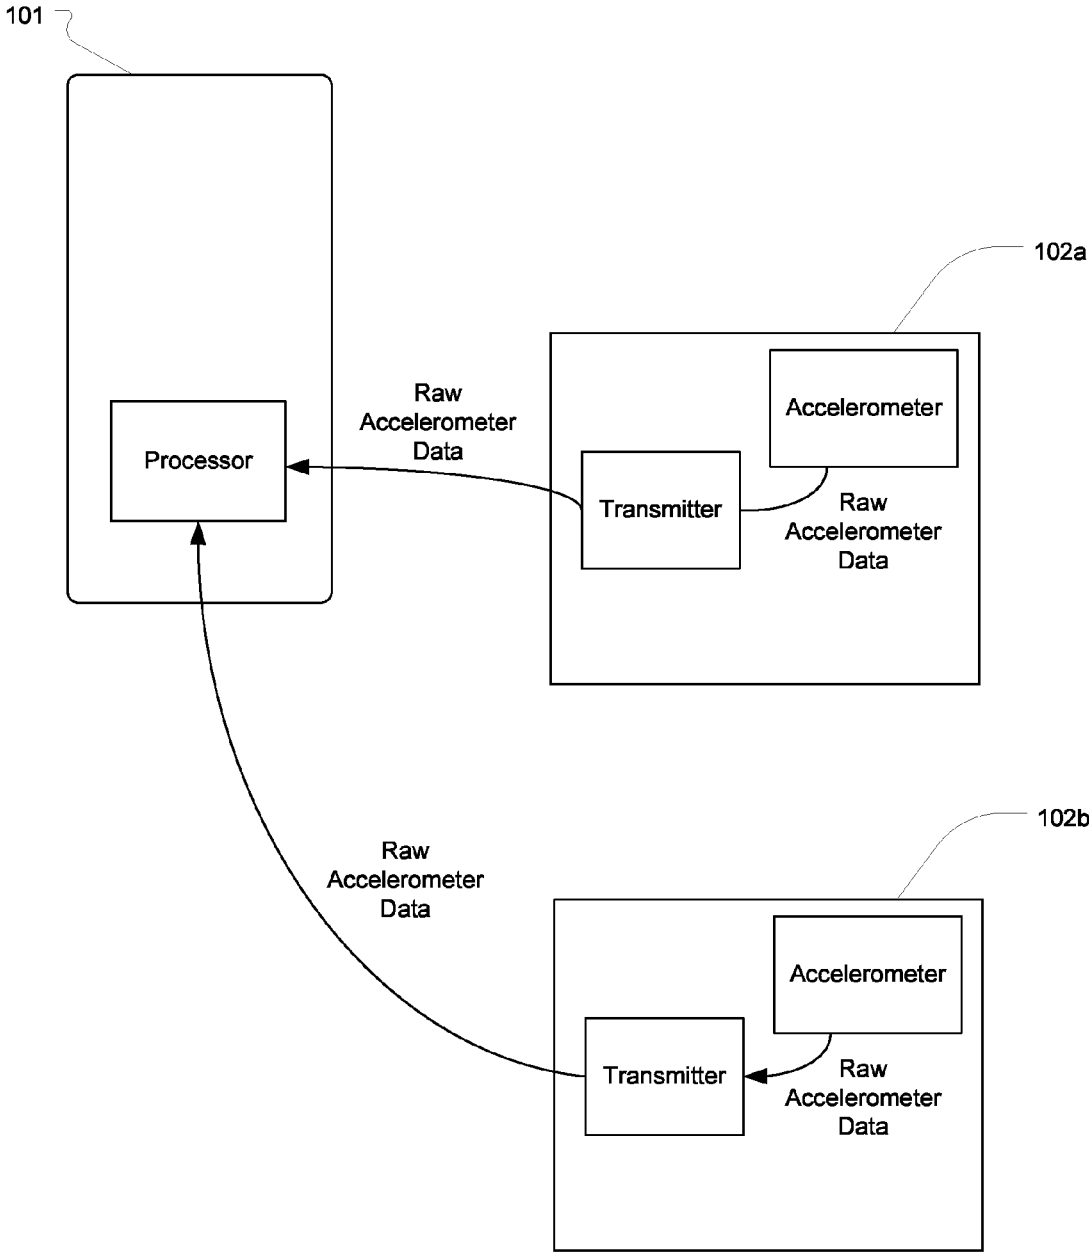 101
102a
Accelerometer
Raw
Accelerometer
Data
Processor
Transmitter
Raw
Accelerometer
Data
102b
Raw
Accelerometer
Data
Accelerometer
Transmitter
Raw
Accelerometer
Data